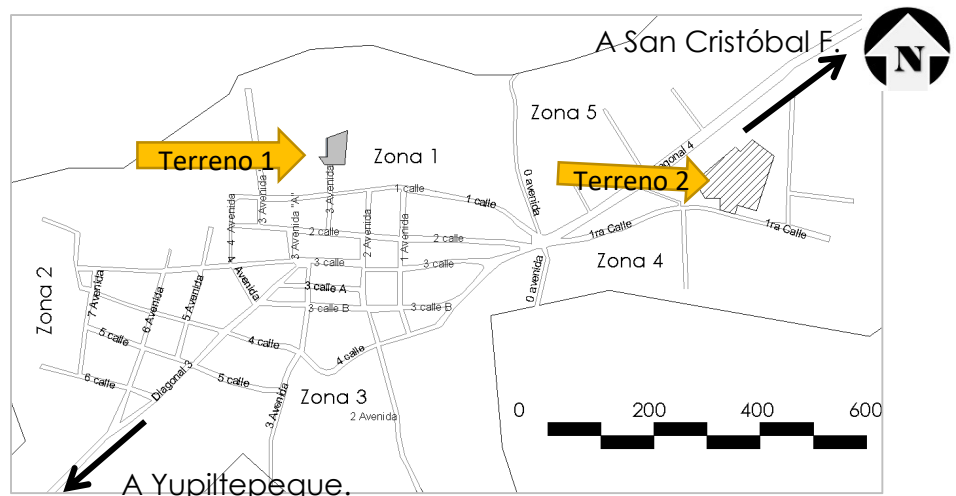 A San Cristóbal F.
N
Zona 5
Terreno 1
Zona 1
Diagonal 4
Terreno 2
1 calle
1 calle
0 avenida
3 Avenida
3 Avenida
4 Avenida
3 Avenida "A"
2 Avenida
1 Avenida
2 calle
2 calle
1ra Calle
1ra Calle
Zona 4
3 calle
3 calle
0 avenida
Zona 2
7 Avenida
6 Avenida
5 Avenida
Avenida
3 calle A
3 calle B
3 calle B
5 calle
4 calle
4 calle
6 calle
5 calle
Diagonal 3
3 Avenida
Zona 3
2 Avenida
0 200 400 600
A Yupiltepeque.